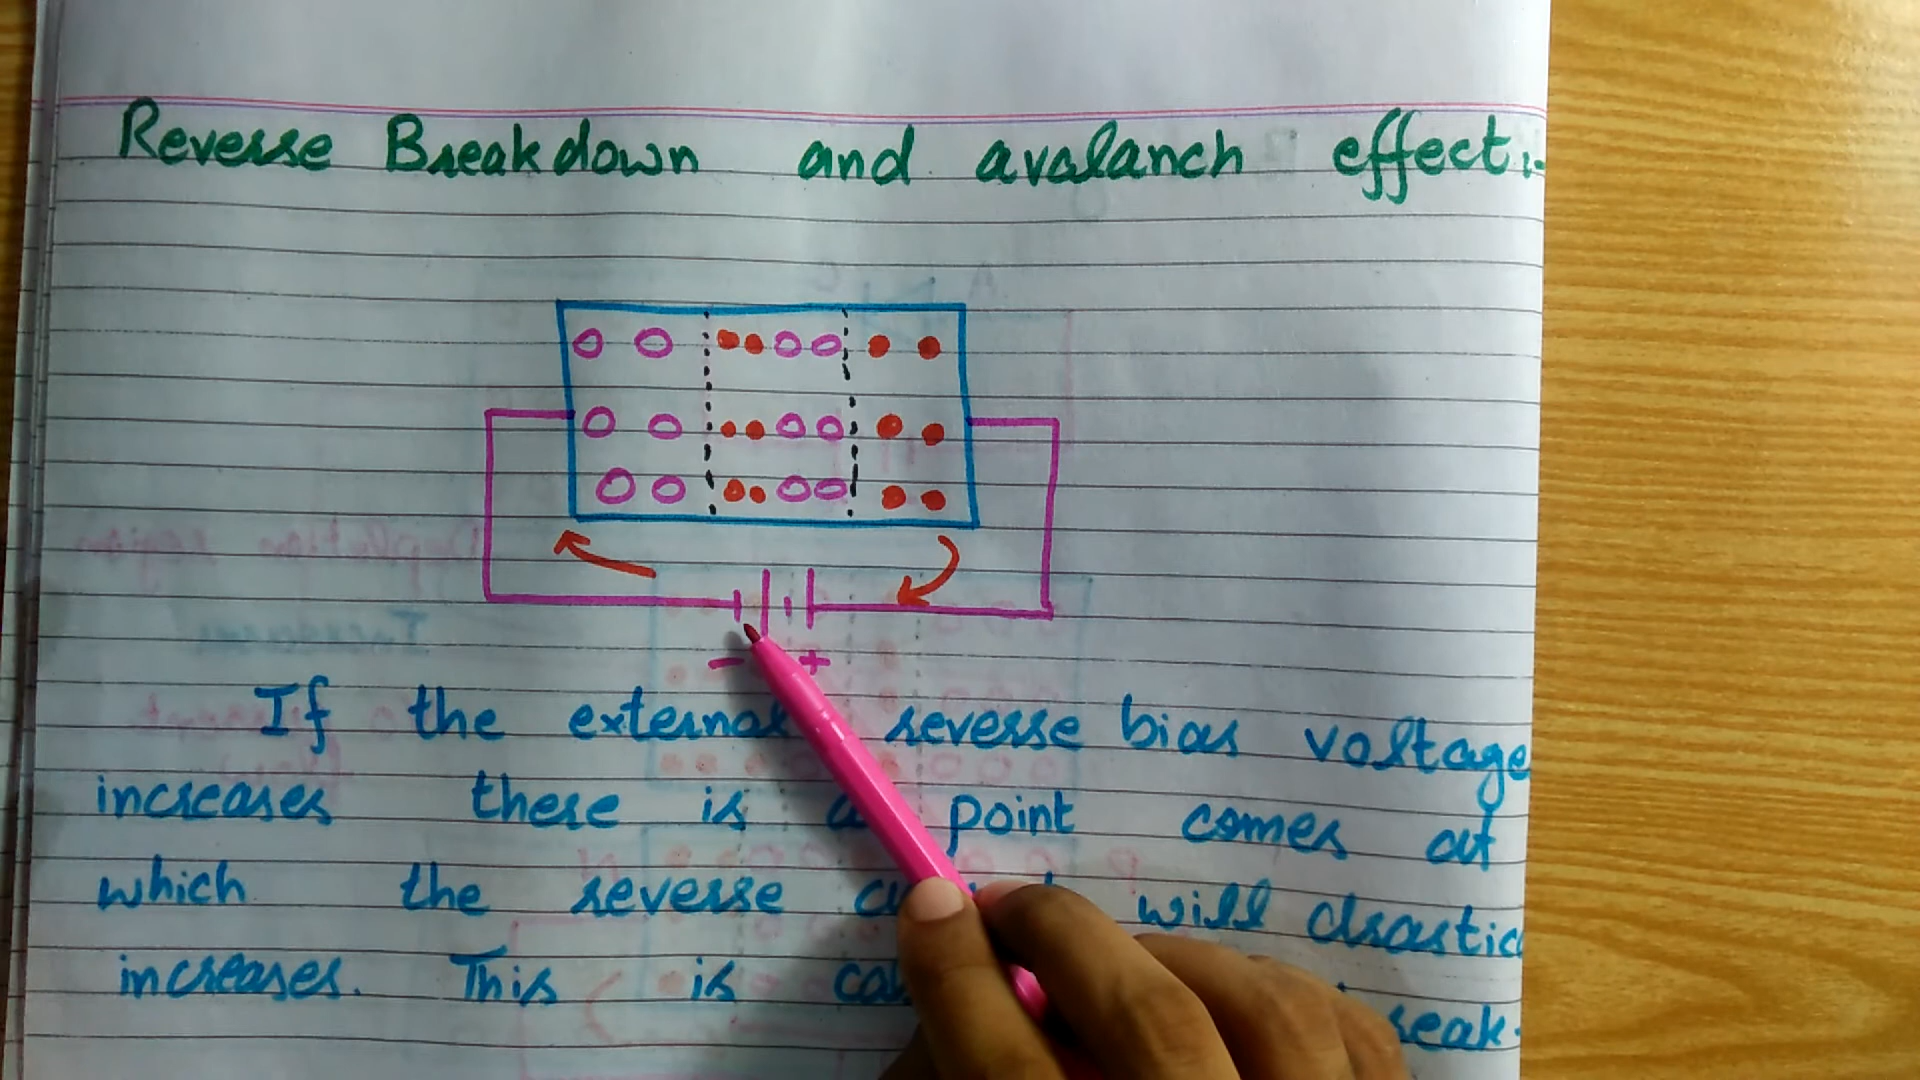 Reverse Breakdown and avalanch effect:-
- +
If the external reverse bias voltage
increases there is a point comes at
which the reverse will drastic
increases. This is